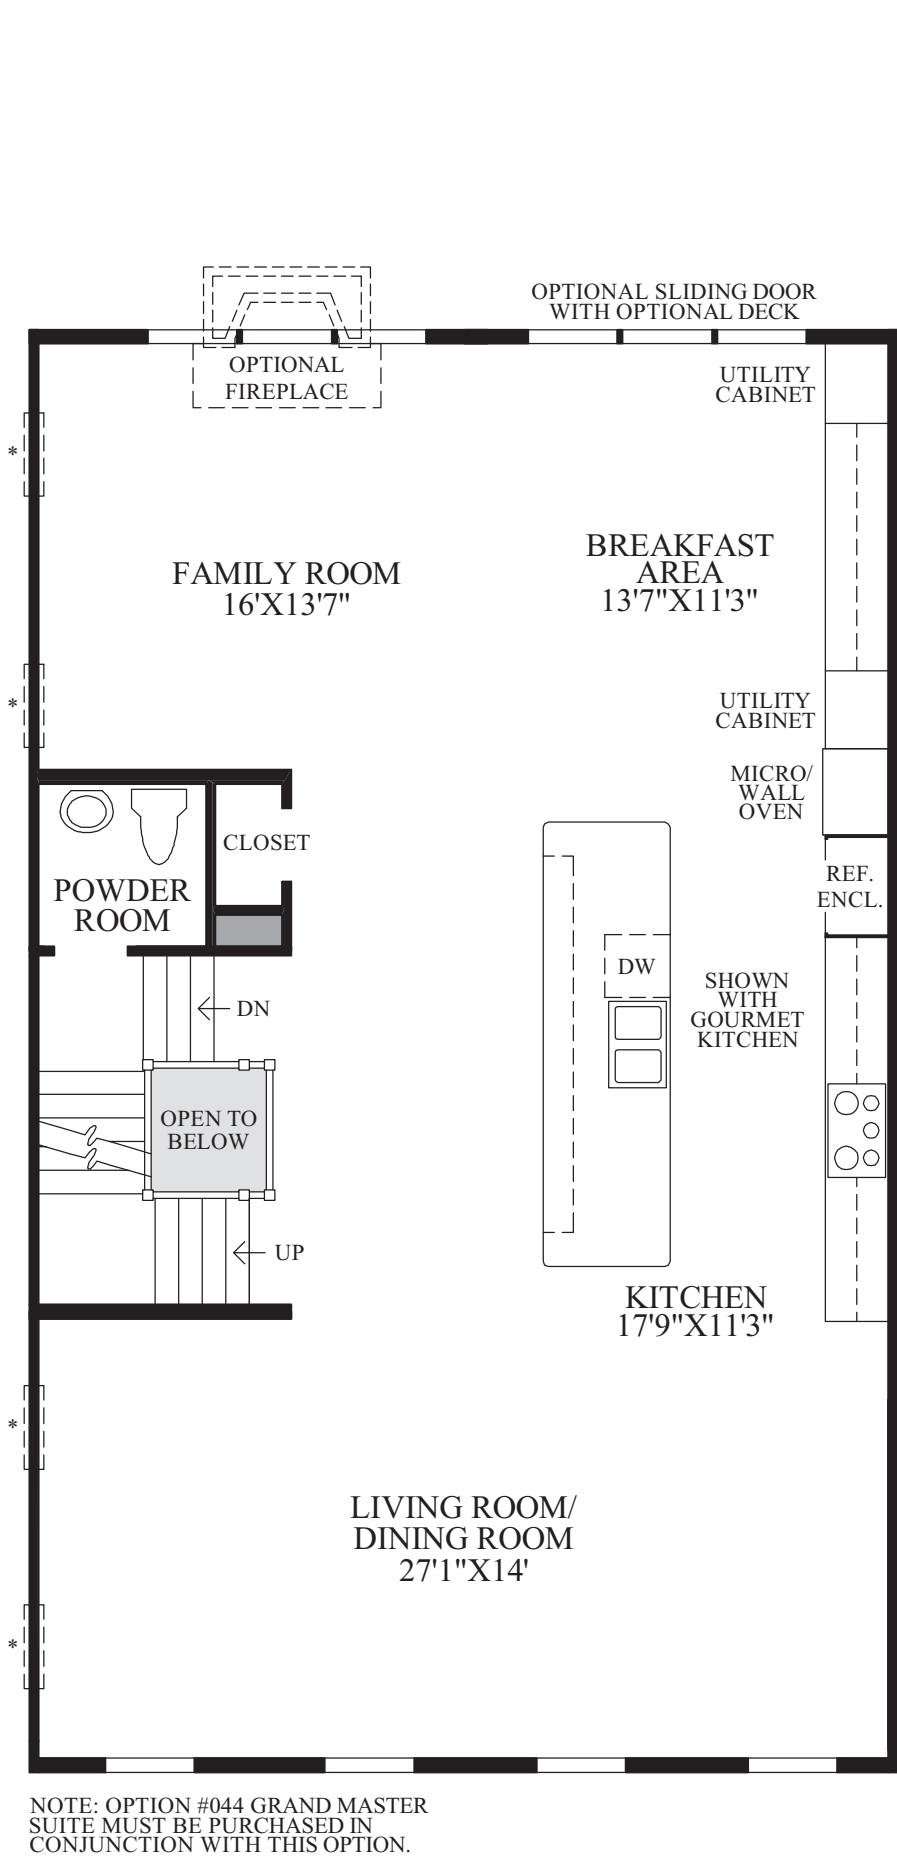 OPTIONAL SLIDING DOOR
WITH OPTIONAL DECK
OPTIONAL
FIREPLACE
UTILITY
CABINET
*
FAMILY ROOM
16'X13'7"
BREAKFAST
AREA
13'7"X11'3"
*
UTILITY
CABINET
MICRO/
WALL
OVEN
CLOSET
POWDER
ROOM
REF.
ENCL.
DW
SHOWN
WITH
GOURMET
KITCHEN
DN
OPEN TO
BELOW
UP
KITCHEN
17'9"X11'3"
*
LIVING ROOM/
DINING ROOM
27'1"X14'
*
NOTE: OPTION #044 GRAND MASTER
SUITE MUST BE PURCHASED IN
CONJUNCTION WITH THIS OPTION.